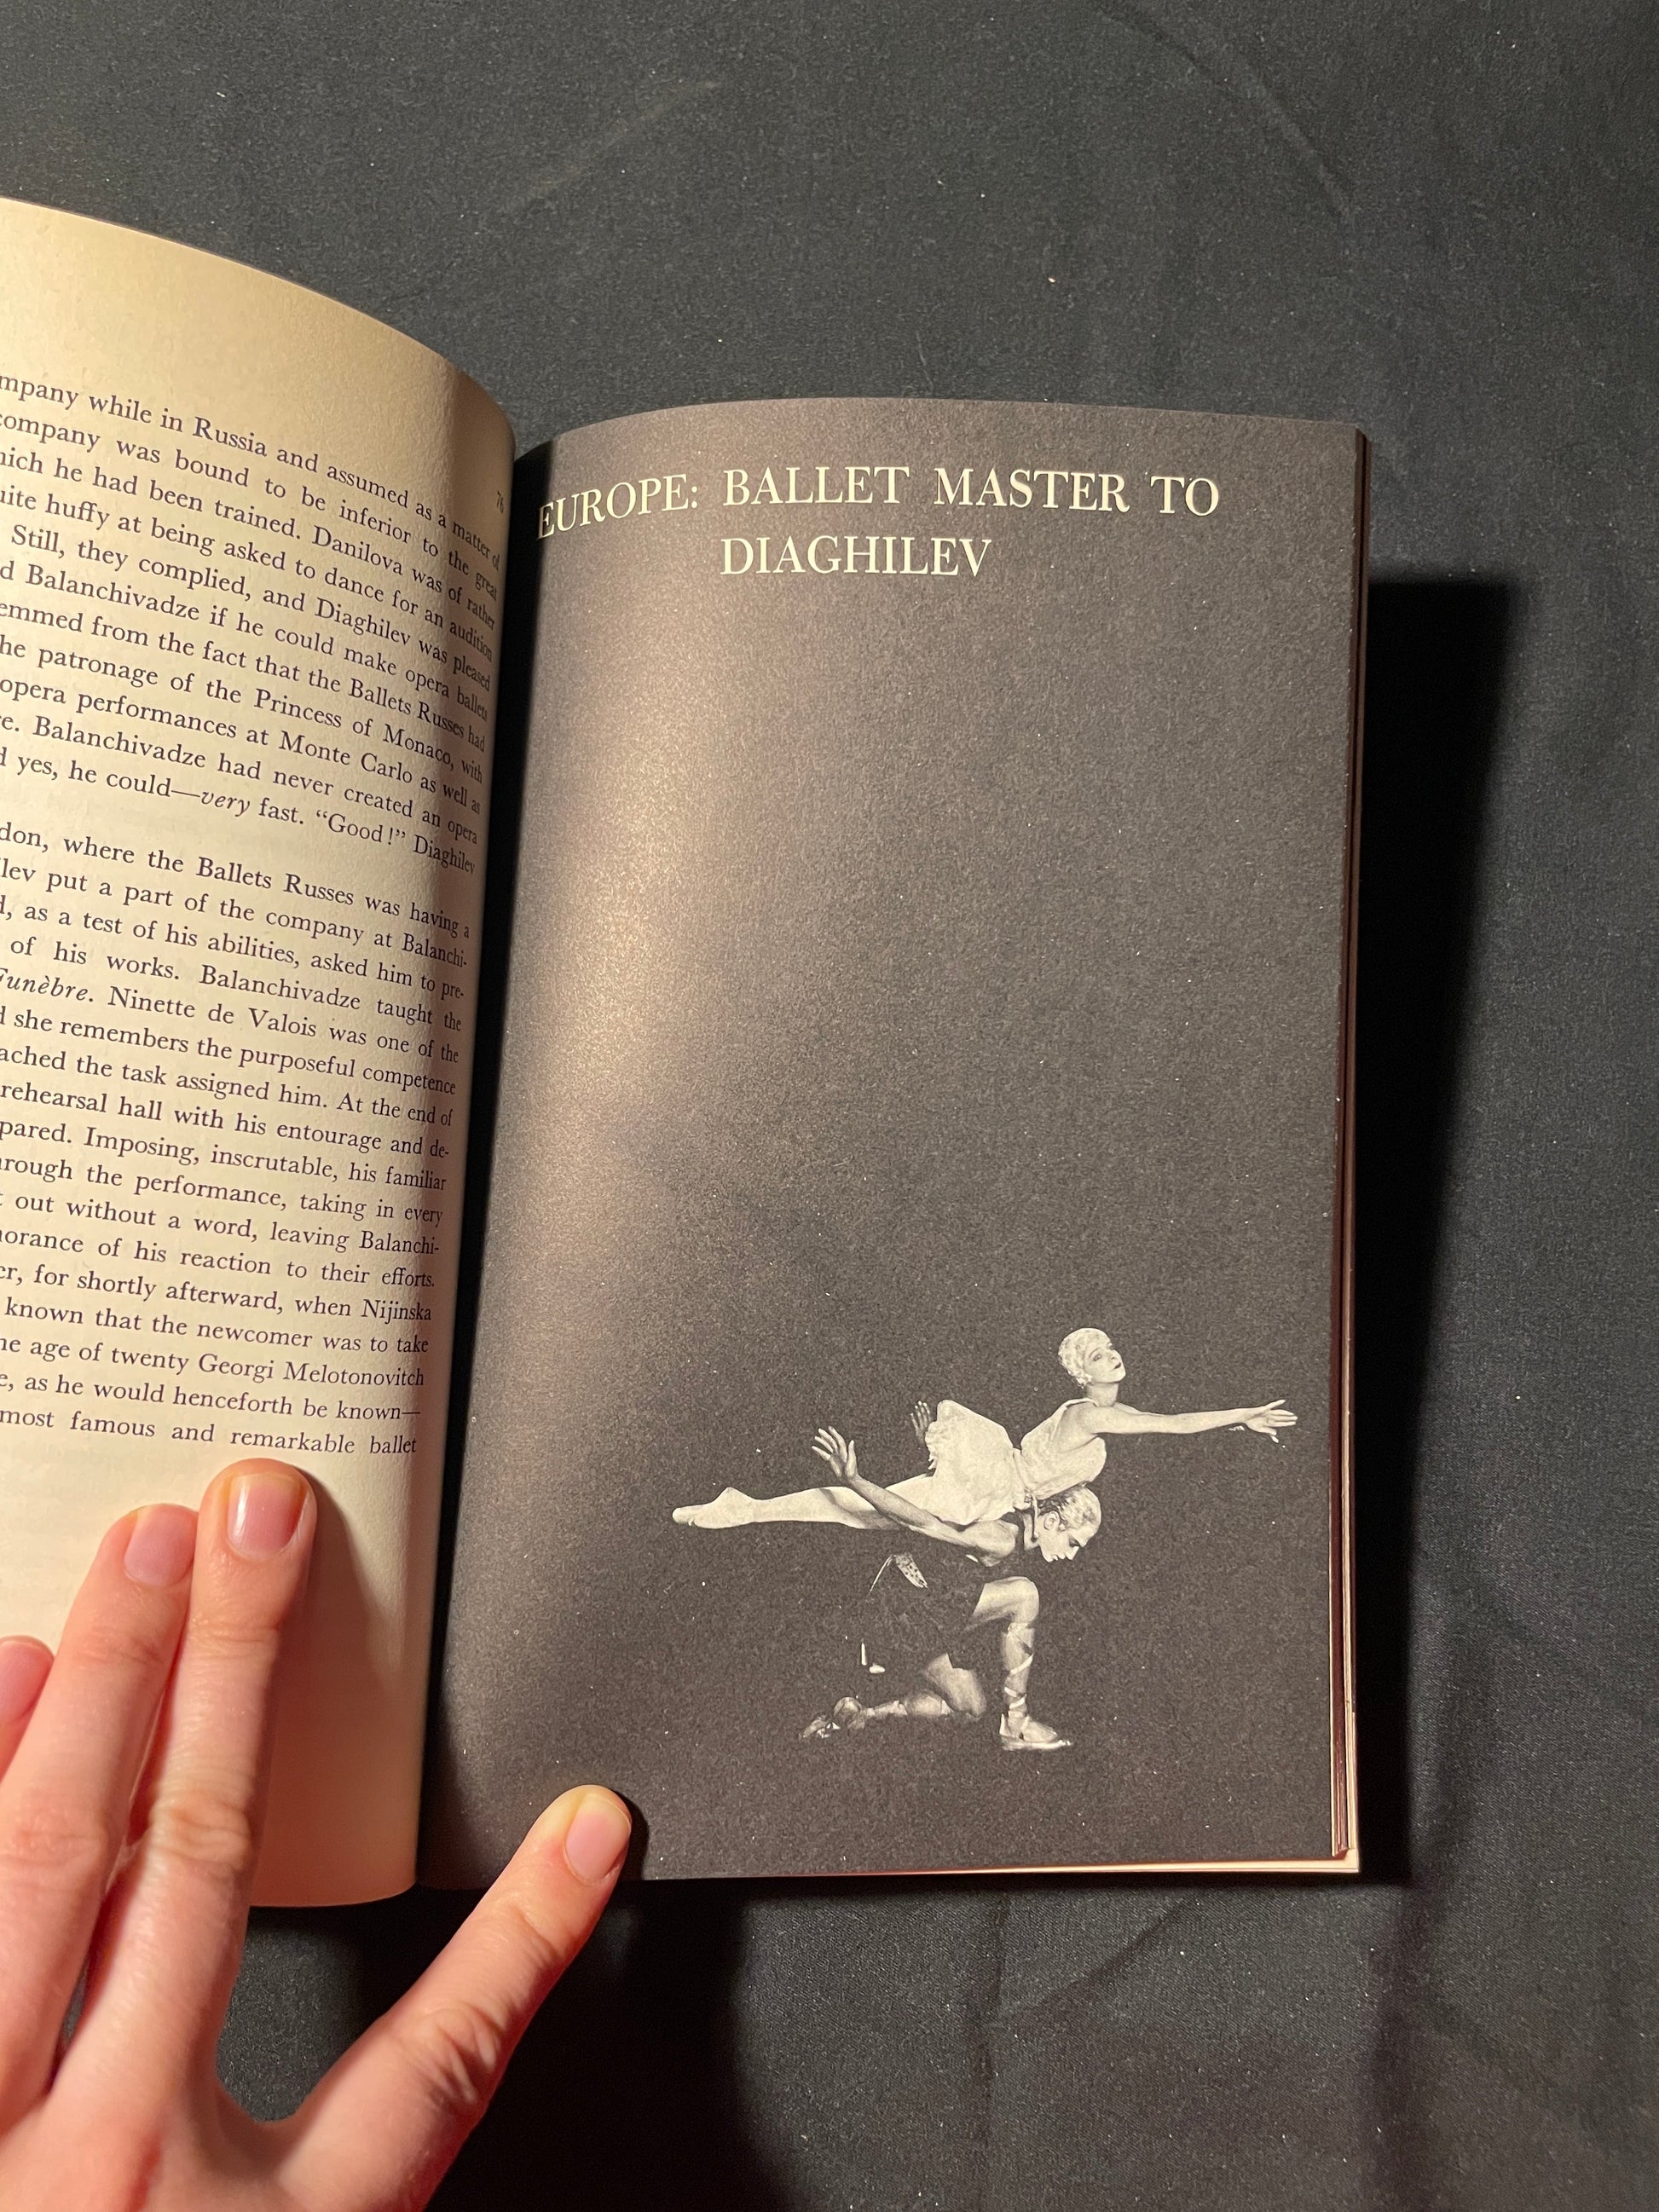 76
mpany while in Russia and assumed as a matter of
company was bound to be inferior to the great
hich he had been trained. Danilova was of rather
uite huffy at being asked to dance for an audition
Still, they complied, and Diaghilev was pleased
d Balanchivadze if he could make opera ballets
emmed from the fact that the Ballets Russes had
he patronage of the Princess of Monaco, with
opera performances at Monte Carlo as well as
re. Balanchivadze had never created an opera
d yes, he could—very fast. “Good!” Diaghilev
don, where the Ballets Russes was having a
lev put a part of the company at Balanchi-
d, as a test of his abilities, asked him to pre-
of his works. Balanchivadze taught the
Funèbre. Ninette de Valois was one of the
d she remembers the purposeful competence
ached the task assigned him. At the end of
rehearsal hall with his entourage and de-
pared. Imposing, inscrutable, his familiar
hrough the performance, taking in every
t out without a word, leaving Balanchi-
norance of his reaction to their efforts.
er, for shortly afterward, when Nijinska
known that the newcomer was to take
he age of twenty Georgi Melotonovitch
e, as he would henceforth be known—
most famous and remarkable ballet
EUROPE: BALLET MASTER TO
DIAGHILEV